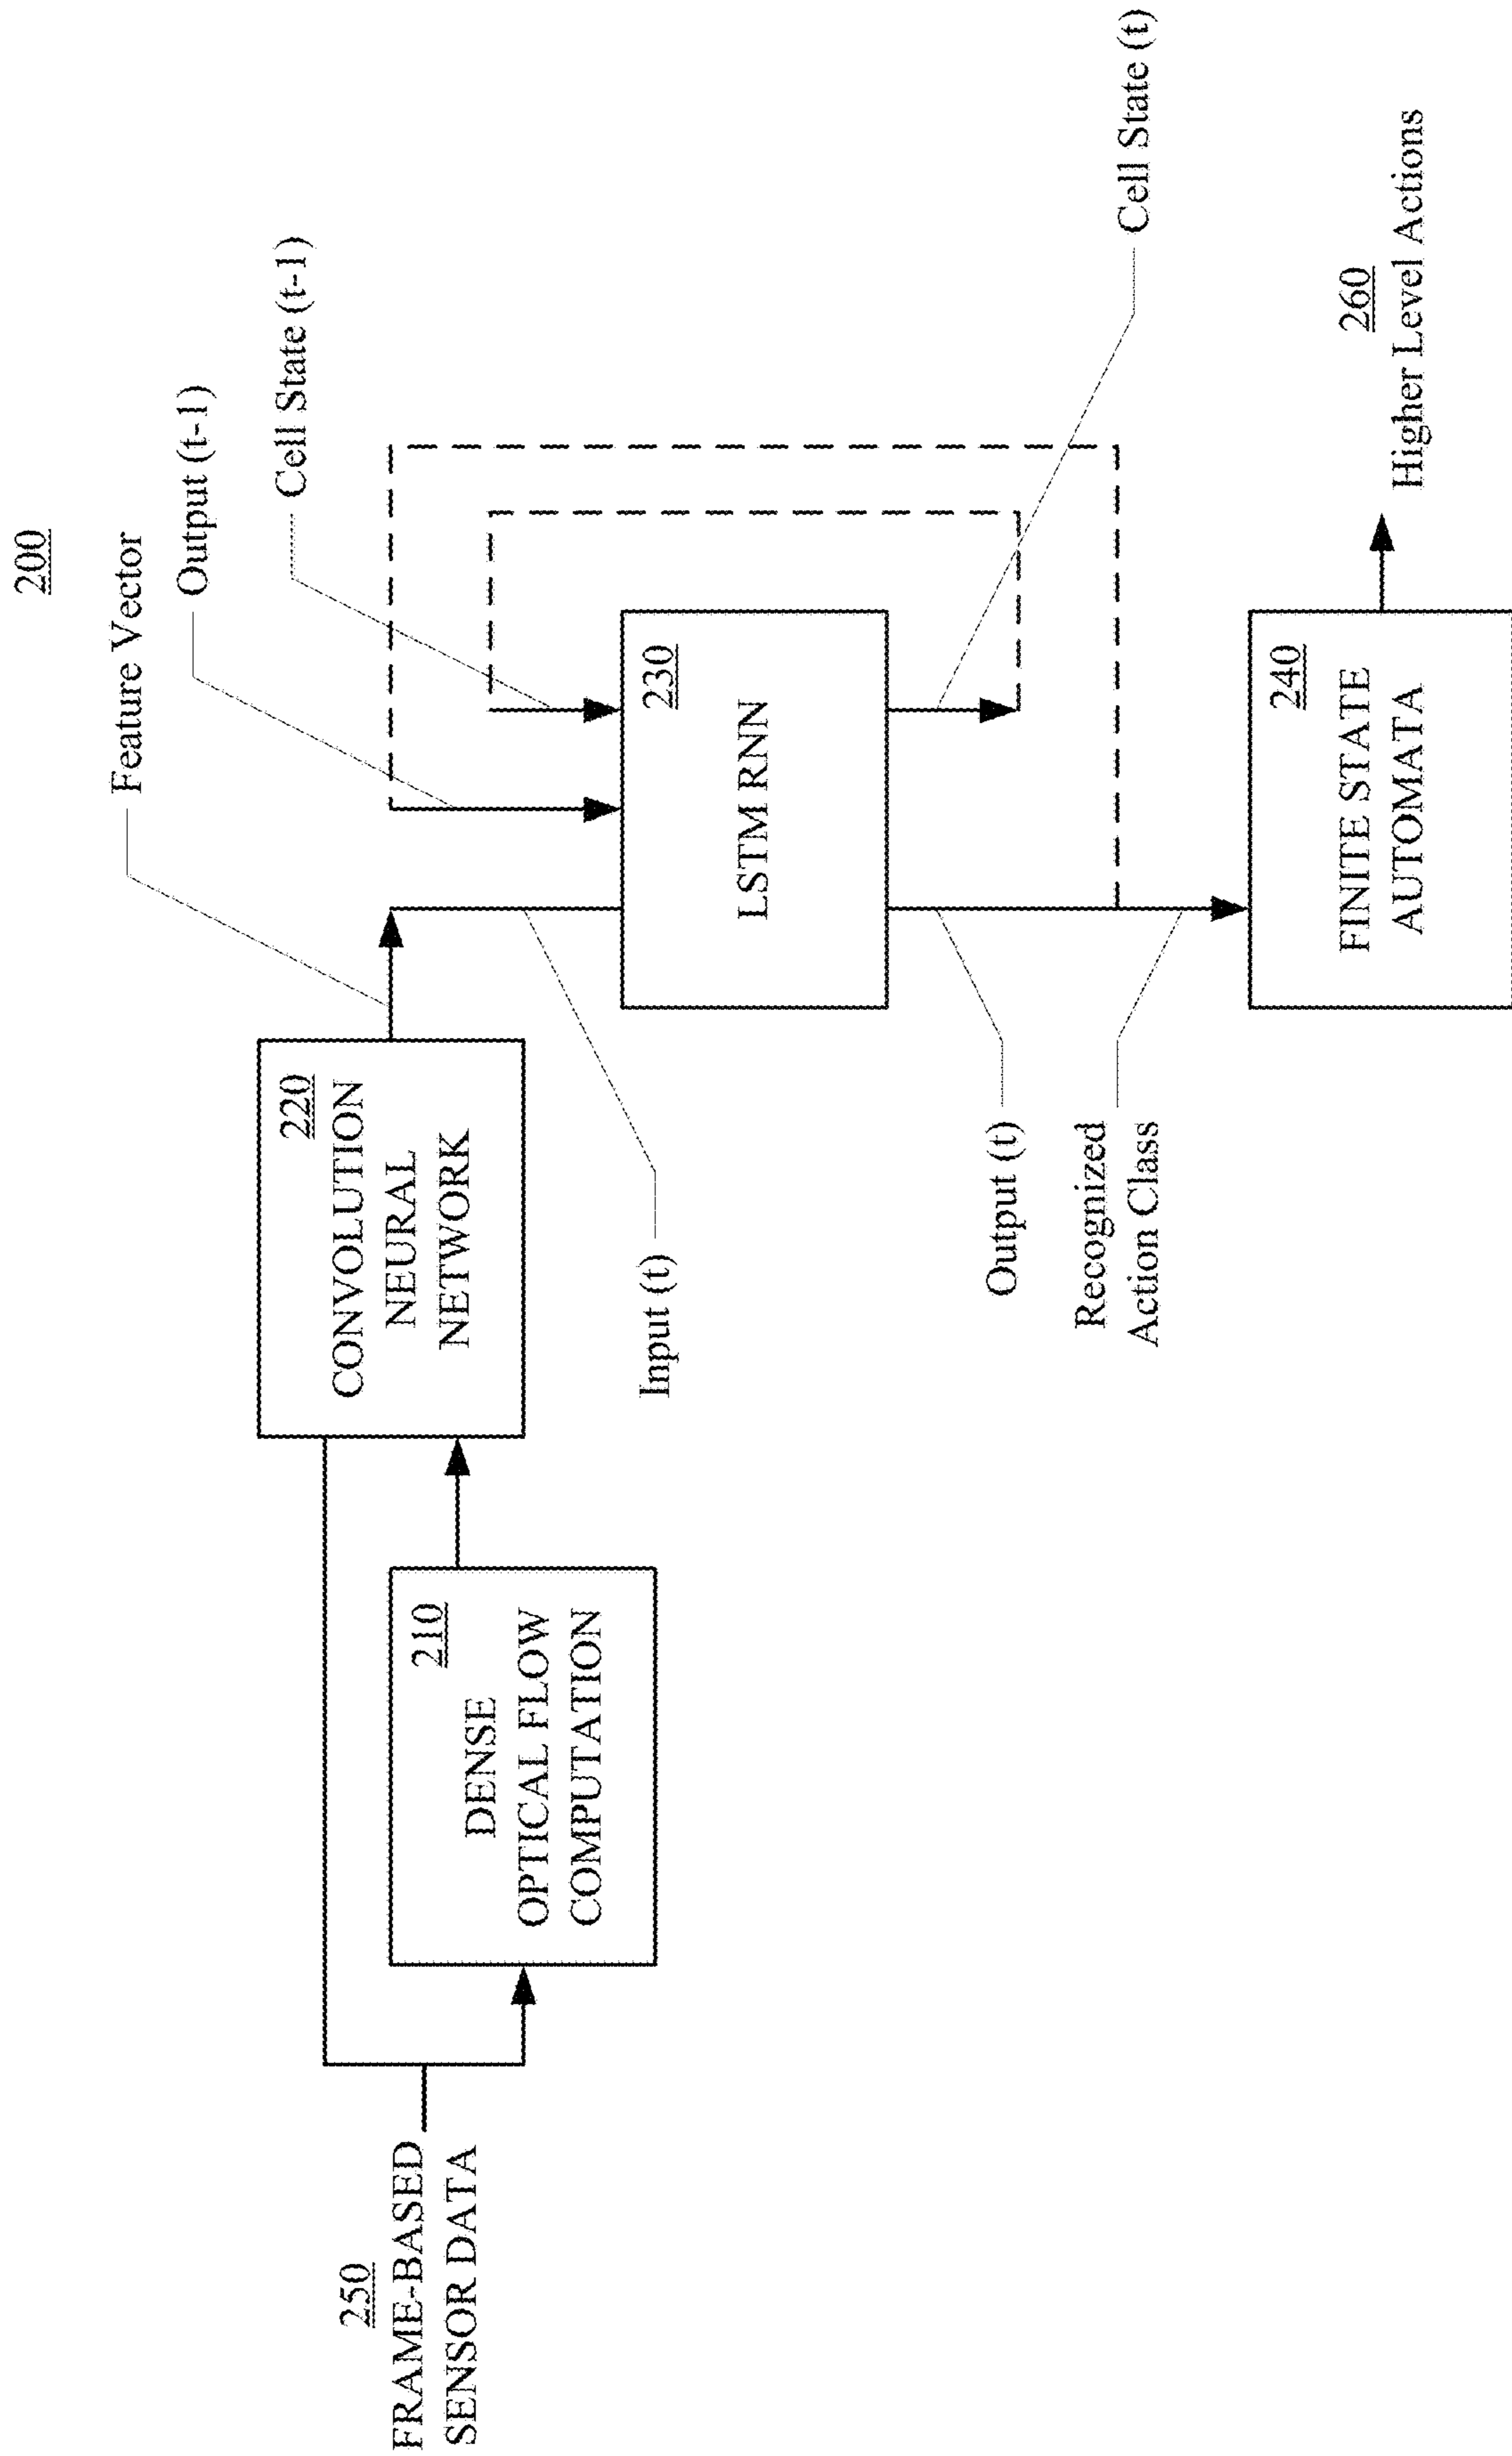 200
250
FRAME-BASED
SENSOR DATA
210
DENSE
OPTICAL FLOW
COMPUTATION
220
CONVOLUTION
NEURAL
NETWORK
Feature Vector
Output (t-1)
Cell State (t-1)
Input (t)
230
LSTM RNN
Cell State (t)
Output (t)
Recognized
Action Class
240
FINITE STATE
AUTOMATA
260
Higher Level Actions